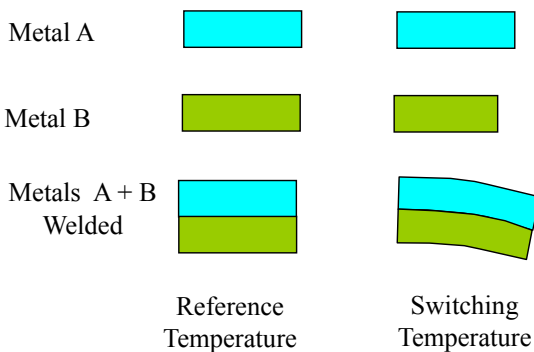 Metal A
Metal B
Metals A + B
Welded
Reference
Temperature
Switching
Temperature